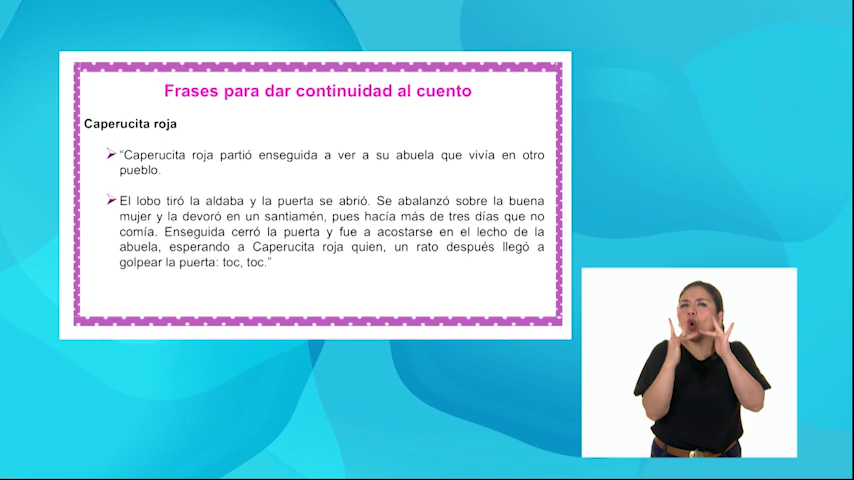 Frases para dar continuidad al cuento
Caperucita roja
➢ “Caperucita roja partió enseguida a ver a su abuela que vivía en otro
pueblo.
➢ El lobo tiró la aldaba y la puerta se abrió. Se abalanzó sobre la buena
mujer y la devoró en un santiamén, pues hacía más de tres días que no
comía. Enseguida cerró la puerta y fue a acostarse en el lecho de la
abuela, esperando a Caperucita roja quien, un rato después llegó a
golpear la puerta: toc, toc.”